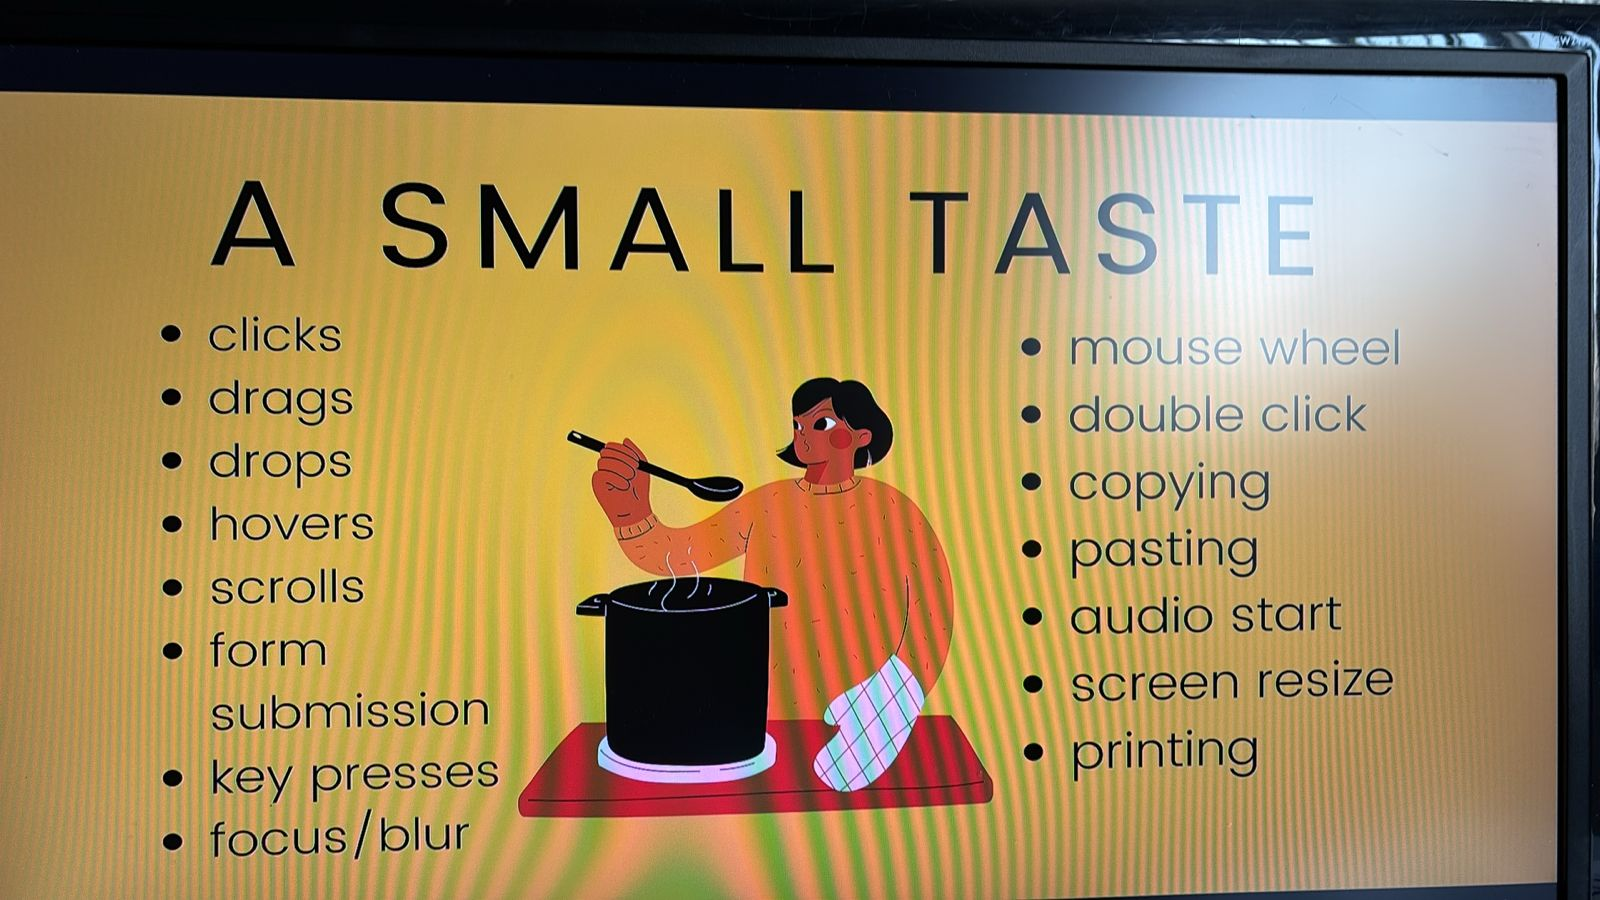 A SMALL TASTE
clicks
drags
drops
hovers
scrolls
form
submission
key presses
focus/blur
mouse wheel
double click
copying
pasting
audio start
screen resize
printing